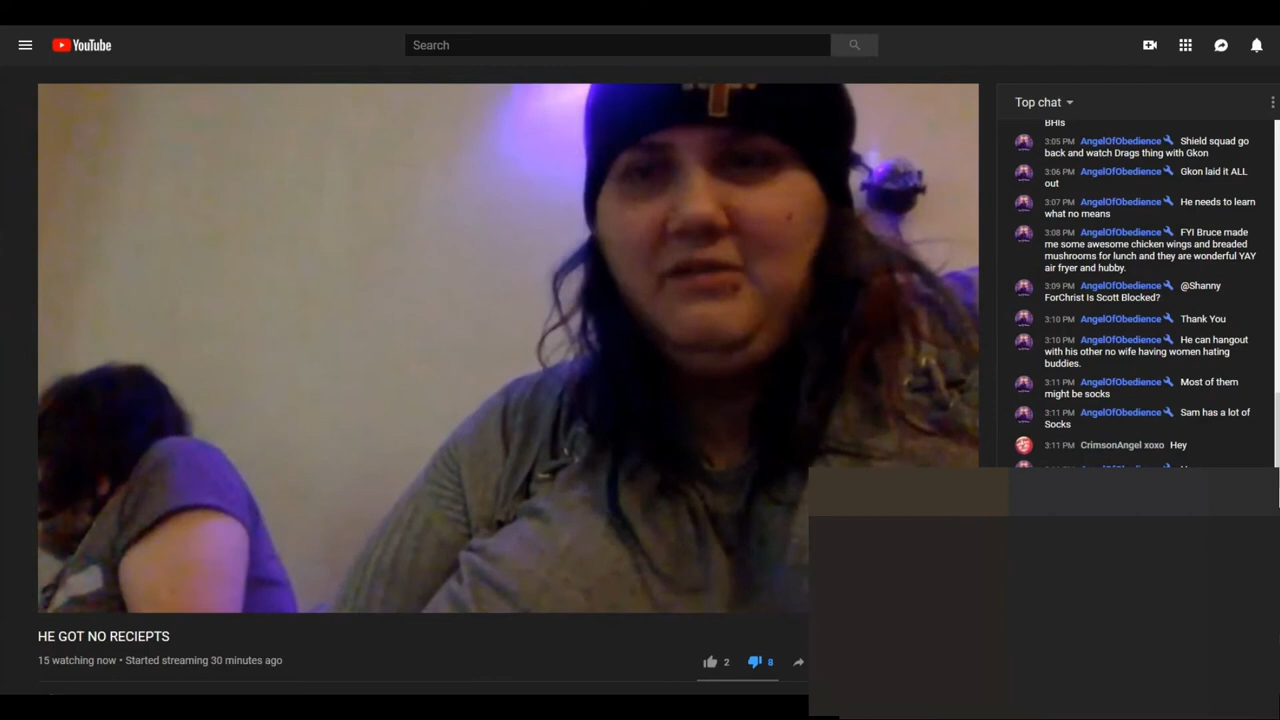 YouTube
Search
Top chat
BHIs
3:05 PM AngelOfObedience Shield squad go
back and watch Drags thing with Gkon
3:06 PM AngelOfObedience Gkon laid it ALL
out
3:07 PM AngelOfObedience He needs to learn
what no means
3:08 PM AngelOfObedience FYI Bruce made
me some awesome chicken wings and breaded
mushrooms for lunch and they are wonderful YAY
air fryer and hubby.
3:09 PM AngelOfObedience @Shanny
ForChrist Is Scott Blocked?
3:10 PM AngelOfObedience Thank You
3:10 PM AngelOfObedience He can hangout
with his other no wife having women hating
buddies.
3:11 PM AngelOfObedience Most of them
might be socks
3:11 PM AngelOfObedience Sam has a lot of
Socks
3:11 PM CrimsonAngel xoxo Hey
HE GOT NO RECIEPTS
15 watching now • Started streaming 30 minutes ago
2
8